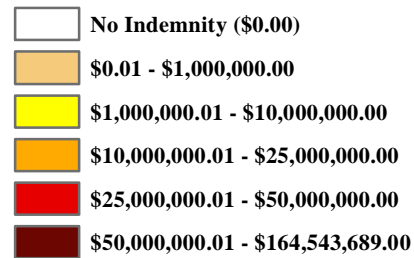 No Indemnity ($0.00)
$0.01 - $1,000,000.00
$1,000,000.01 - $10,000,000.00
$10,000,000.01 - $25,000,000.00
$25,000,000.01 - $50,000,000.00
$50,000,000.01 - $164,543,689.00